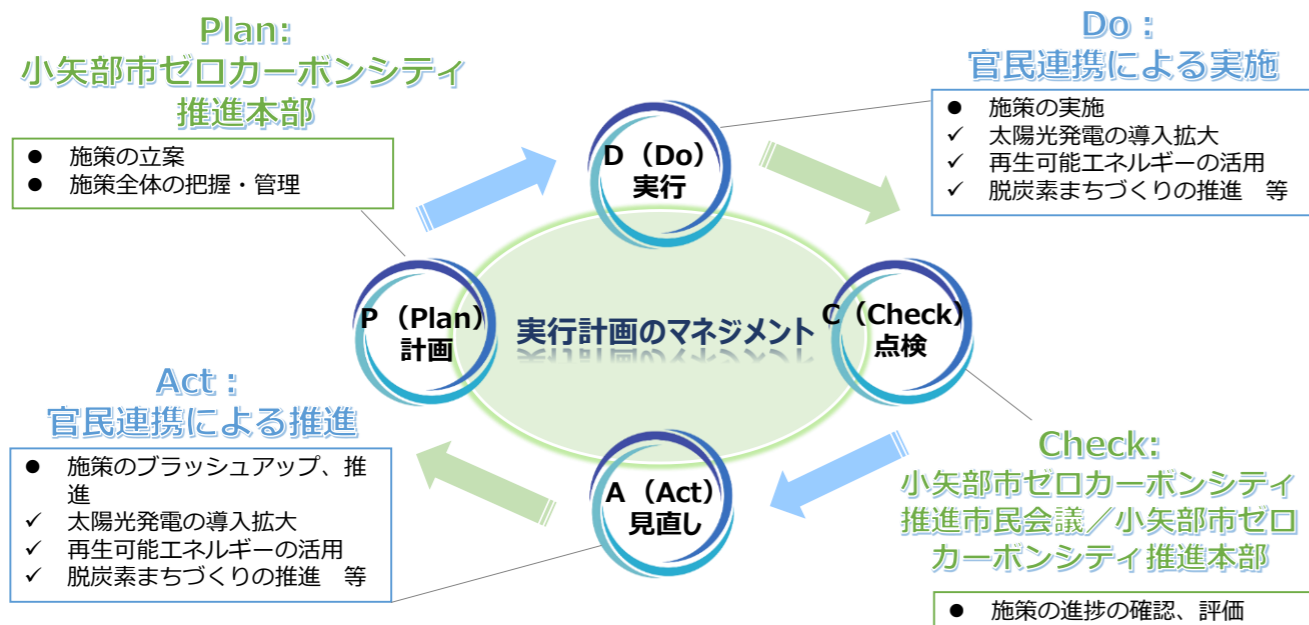 Plan:
小矢部市ゼロカーボンシティ
推進本部
● 施策の立案
● 施策全体の把握・管理
Do：
官民連携による実施
● 施策の実施
✓ 太陽光発電の導入拡大
✓ 再生可能エネルギーの活用
✓ 脱炭素まちづくりの推進　等
D（Do）
実行
P（Plan）
計画
実行計画のマネジメント
C（Check）
点検
A（Act）
見直し
Act：
官民連携による推進
● 施策のブラッシュアップ、推
進
✓ 太陽光発電の導入拡大
✓ 再生可能エネルギーの活用
✓ 脱炭素まちづくりの推進　等
Check:
小矢部市ゼロカーボンシティ
推進市民会議／小矢部市ゼロ
カーボンシティ推進本部
● 施策の進捗の確認、評価